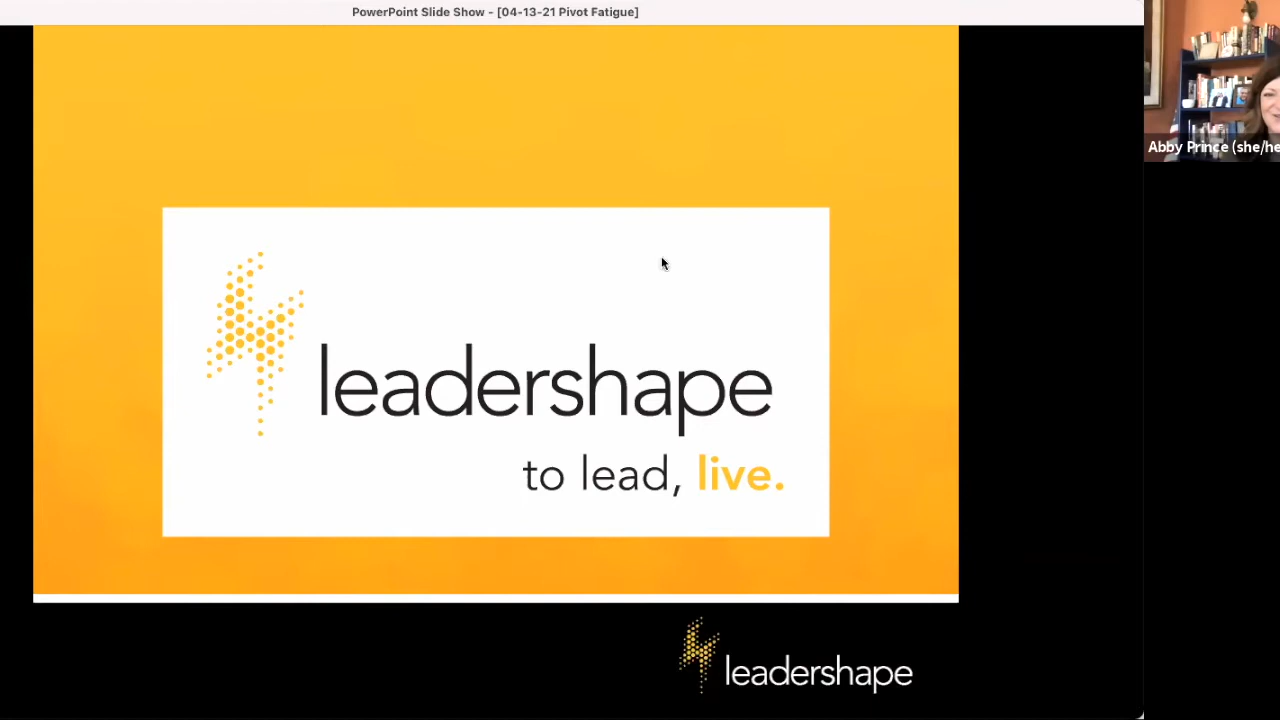 PowerPoint Slide Show - [04-13-21 Pivot Fatigue]
Abby Prince (she/he
leadershape
to lead, live.
leadershape